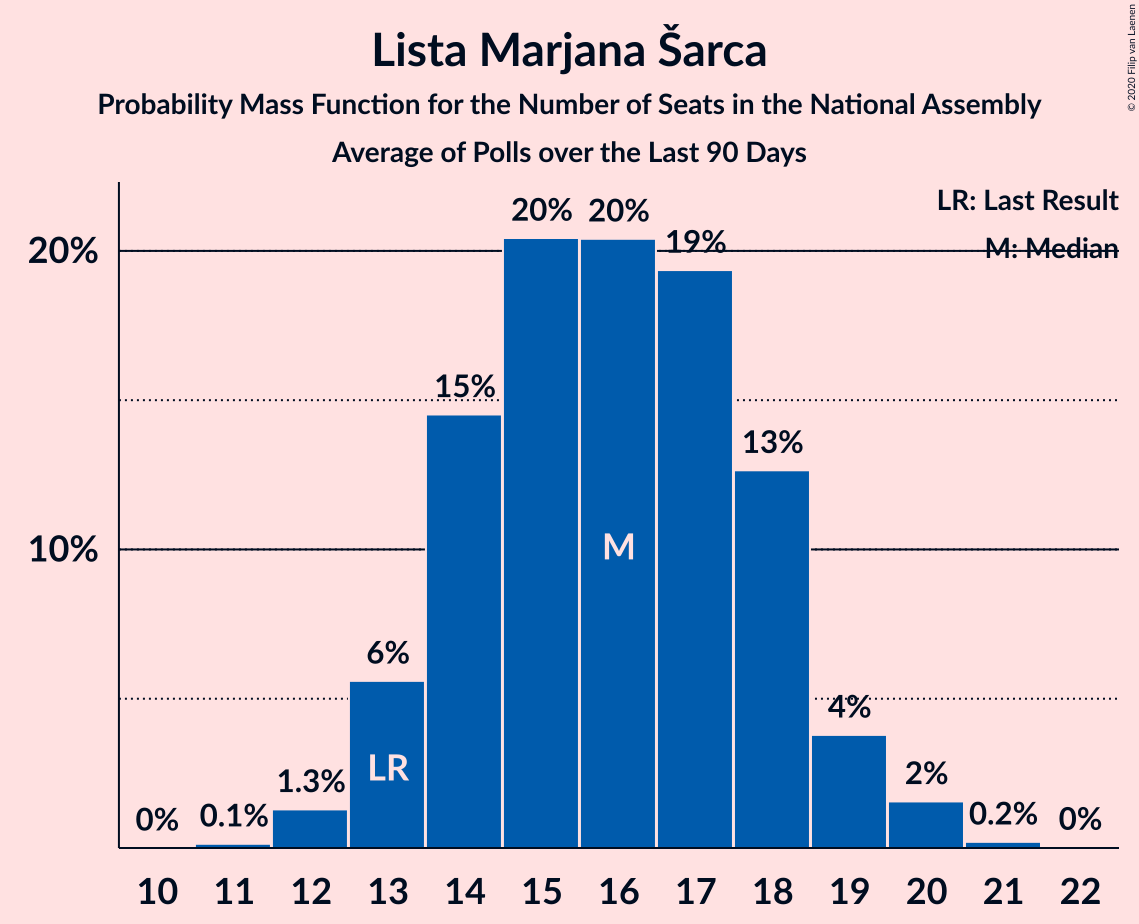 Lista Marjana Šarca
Probability Mass Function for the Number of Seats in the National Assembly
Average of Polls over the Last 90 Days
© 2020 Filip van Laenen
LR: Last Result
M: Median
20%
10%
0%
0.1%
1.3%
6%
15%
20%
20%
19%
13%
4%
2%
0.2%
0%
LR
M
10 11 12 13 14 15 16 17 18 19 20 21 22